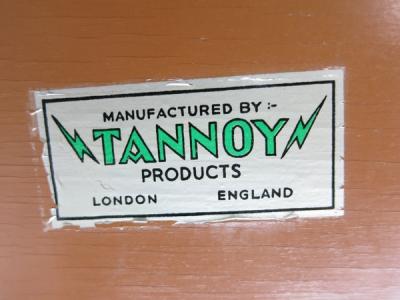 MANUFACTURED BY :-
TANNOY
PRODUCTS
LONDON ENGLAND